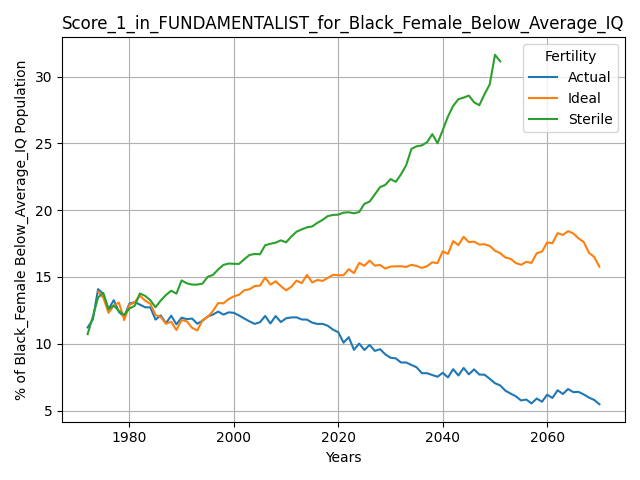 Score_1_in_FUNDAMENTALIST_for_Black_Female_Below_Average_IQ
% of Black_Female Below_Average_IQ Population
30
25
20
15
10
5
Fertility
Actual
Ideal
Sterile
1980
2000
2020
2040
2060
Years